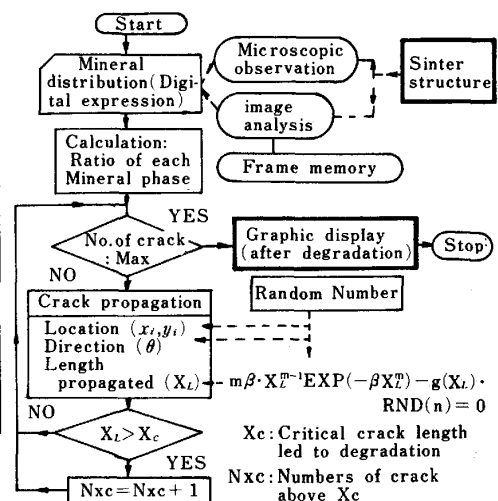 Start
Mineral
distribution(Digi-
tal expression)
Microscopic
observation
image
analysis
Frame memory
Sinter
structure
Calculation:
Ratio of each
Mineral phase
YES
No. of crack
: Max
NO
Graphic display
(after degradation)
Stop
Crack propagation
Location (xi,yi)
Direction (θ)
Length
propagated (XL)
Random Number
mβ·XL^m-1EXP(-βXL^m)-g(XL)·
RND(n)=0
NO
XL>Xc
YES
Nxc=Nxc+1
Xc:Critical crack length
led to degradation
Nxc:Numbers of crack
above Xc